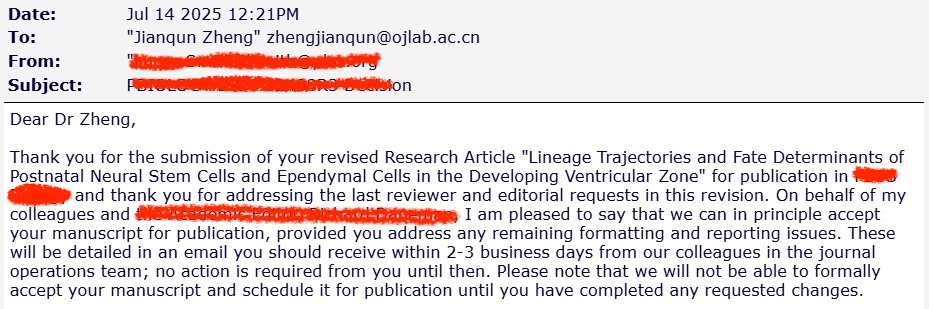 Date: Jul 14 2025 12:21PM
To: "Jianqun Zheng" zhengjianqun@ojlab.ac.cn
From:
Subject:
Dear Dr Zheng,
Thank you for the submission of your revised Research Article "Lineage Trajectories and Fate Determinants of
Postnatal Neural Stem Cells and Ependymal Cells in the Developing Ventricular Zone" for publication in
and thank you for addressing the last reviewer and editorial requests in this revision. On behalf of my
colleagues and I am pleased to say that we can in principle accept
your manuscript for publication, provided you address any remaining formatting and reporting issues. These
will be detailed in an email you should receive within 2-3 business days from our colleagues in the journal
operations team; no action is required from you until then. Please note that we will not be able to formally
accept your manuscript and schedule it for publication until you have completed any requested changes.